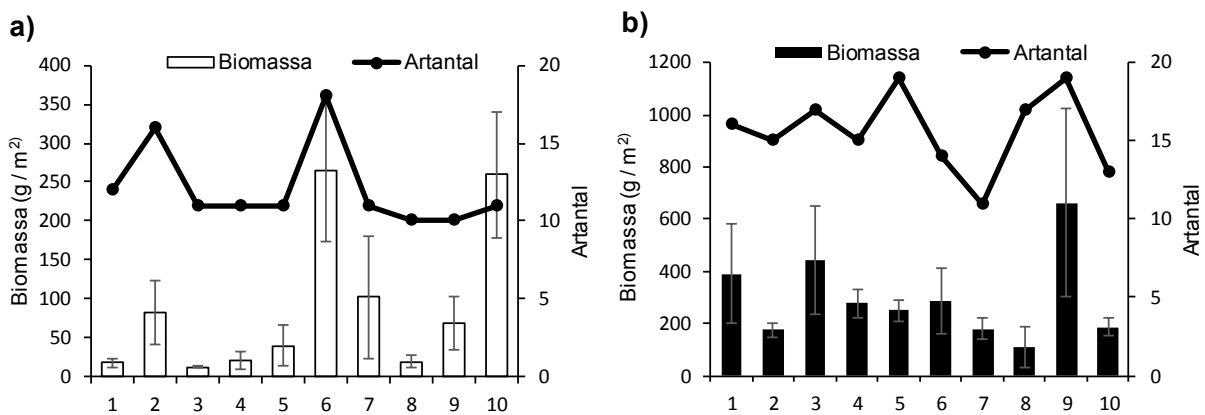 a)
Biomassa Artantal
400 20
350
300 15
250
200 10
150
100 5
50
0 0
Biomassa (g / m²)
Artantal
1 2 3 4 5 6 7 8 9 10
b)
Biomassa Artantal
1200 20
1000
15
800
600 10
400
5
200
0 0
Biomassa (g / m²)
Artantal
1 2 3 4 5 6 7 8 9 10